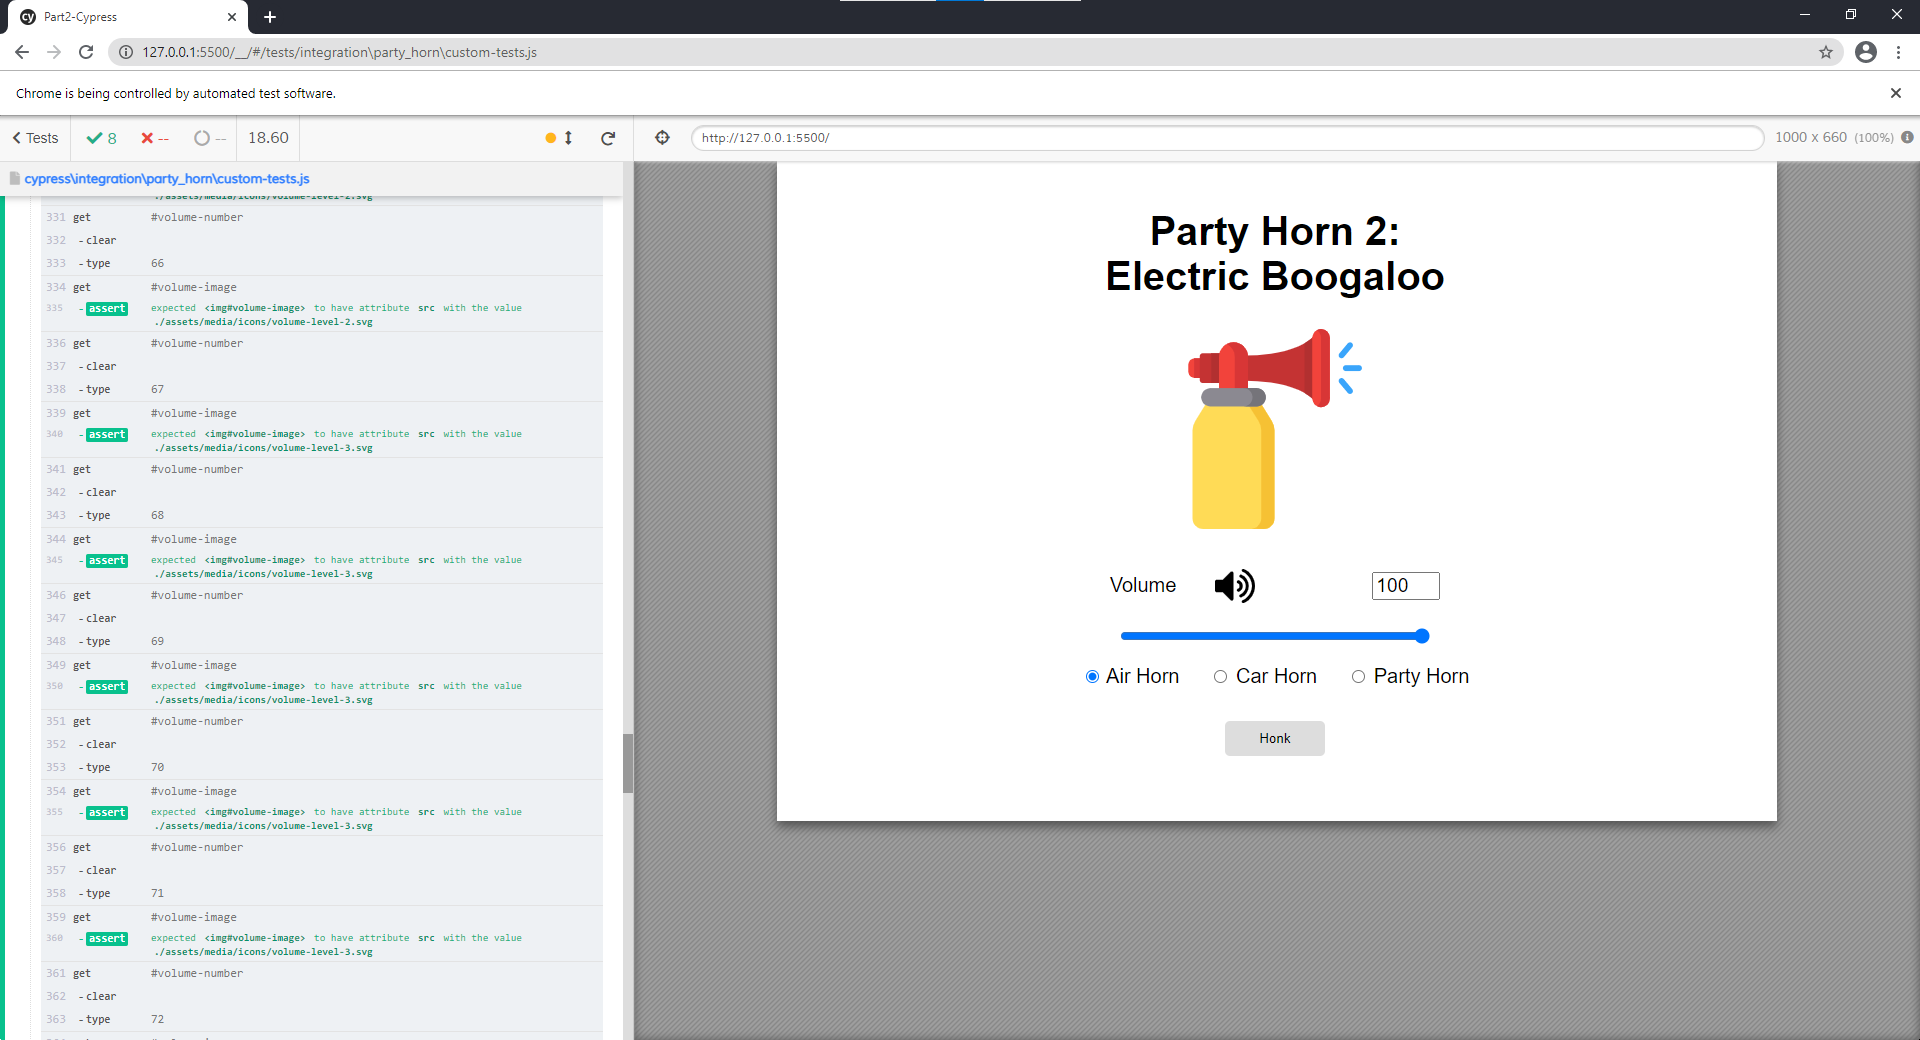 Part2-Cypress
127.0.0.1:5500/__/#/tests/integration\party_horn\custom-tests.js
Chrome is being controlled by automated test software.
Tests 8 -- -- 18.60
http://127.0.0.1:5500/ 1000 x 660 (100%)
cypress\integration\party_horn\custom-tests.js
./assets/media/icons/volume-level-2.svg
331 get #volume-number
332 -clear
333 -type 66
334 get #volume-image
335 -assert expected <img#volume-image> to have attribute src with the value
./assets/media/icons/volume-level-2.svg
336 get #volume-number
337 -clear
338 -type 67
339 get #volume-image
340 -assert expected <img#volume-image> to have attribute src with the value
./assets/media/icons/volume-level-3.svg
341 get #volume-number
342 -clear
343 -type 68
344 get #volume-image
345 -assert expected <img#volume-image> to have attribute src with the value
./assets/media/icons/volume-level-3.svg
346 get #volume-number
347 -clear
348 -type 69
349 get #volume-image
350 -assert expected <img#volume-image> to have attribute src with the value
./assets/media/icons/volume-level-3.svg
351 get #volume-number
352 -clear
353 -type 70
354 get #volume-image
355 -assert expected <img#volume-image> to have attribute src with the value
./assets/media/icons/volume-level-3.svg
356 get #volume-number
357 -clear
358 -type 71
359 get #volume-image
360 -assert expected <img#volume-image> to have attribute src with the value
./assets/media/icons/volume-level-3.svg
361 get #volume-number
362 -clear
363 -type 72
Party Horn 2:
Electric Boogaloo
Volume 100
Air Horn Car Horn Party Horn
Honk